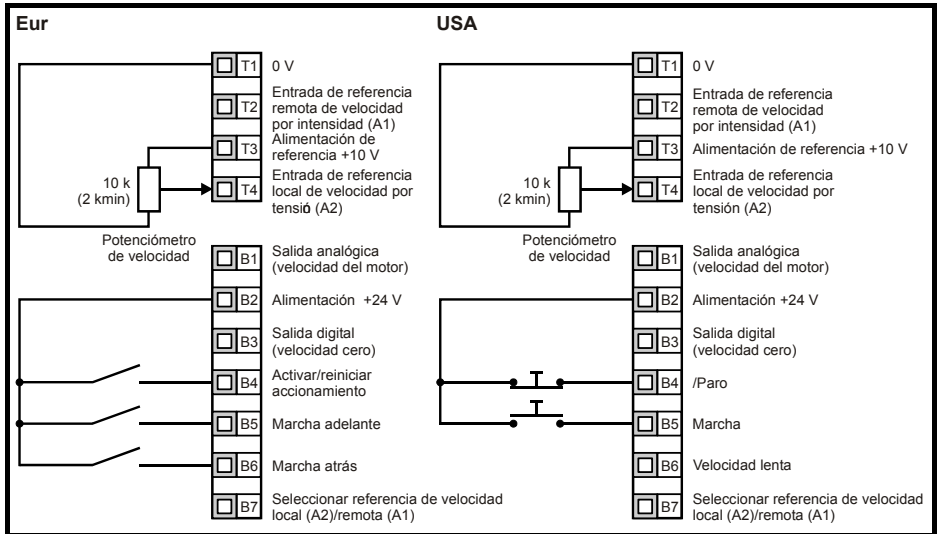 Eur
T1 0 V
T2 Entrada de referencia
remota de velocidad
por intensidad (A1)
T3 Alimentación de
referencia +10 V
T4 Entrada de referencia
local de velocidad por
tensió (A2)
10 k
(2 kmin)
Potenciómetro
de velocidad
B1 Salida analógica
(velocidad del motor)
B2 Alimentación +24 V
B3 Salida digital
(velocidad cero)
B4 Activar/reiniciar
accionamiento
B5 Marcha adelante
B6 Marcha atrás
B7 Seleccionar referencia de velocidad
local (A2)/remota (A1)
USA
T1 0 V
T2 Entrada de referencia
remota de velocidad
por intensidad (A1)
T3 Alimentación de referencia +10 V
T4 Entrada de referencia
local de velocidad por
tensión (A2)
10 k
(2 kmin)
Potenciómetro
de velocidad
B1 Salida analógica
(velocidad del motor)
B2 Alimentación +24 V
B3 Salida digital
(velocidad cero)
B4 /Paro
B5 Marcha
B6 Velocidad lenta
B7 Seleccionar referencia de velocidad
local (A2)/remota (A1)